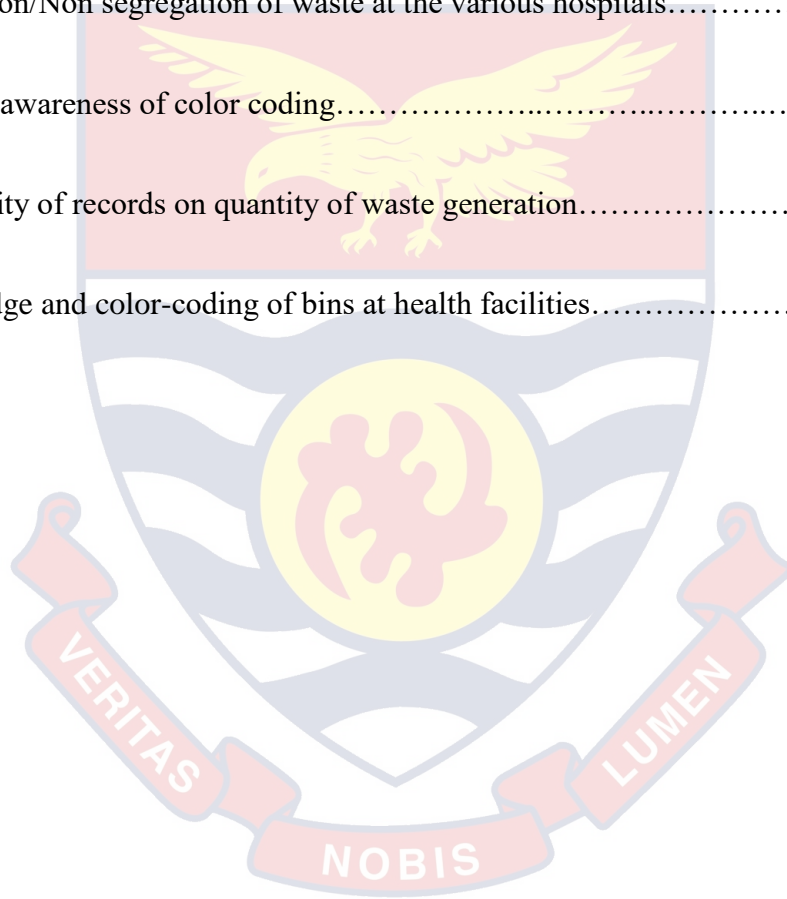 on/Non segregation of waste at the various hospitals…………
awareness of color coding…………………..………..………..…
ity of records on quantity of waste generation…………………
lge and color-coding of bins at health facilities…………………
VERITAS
NOBIS
LUMEN